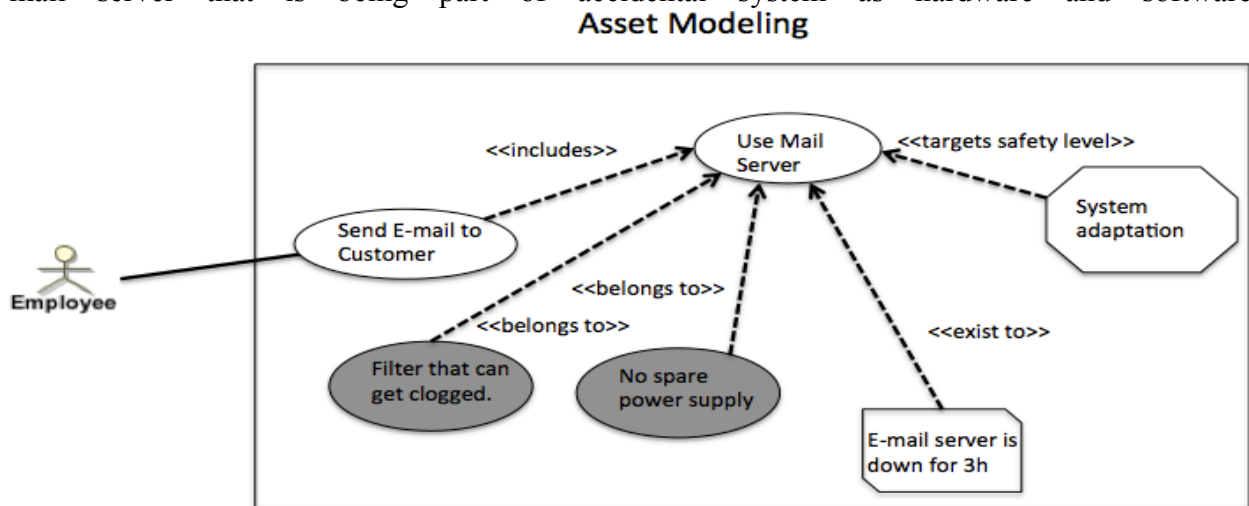 mail server that is being part of accidental system as hardware and software
Asset Modeling
Use Mail
Server
<<includes>>
<<targets safety level>>
Send E-mail to
Customer
System
adaptation
Employee
<<belongs to>>
<<belongs to>>
<<exist to>>
Filter that can
get clogged.
No spare
power supply
E-mail server is
down for 3h